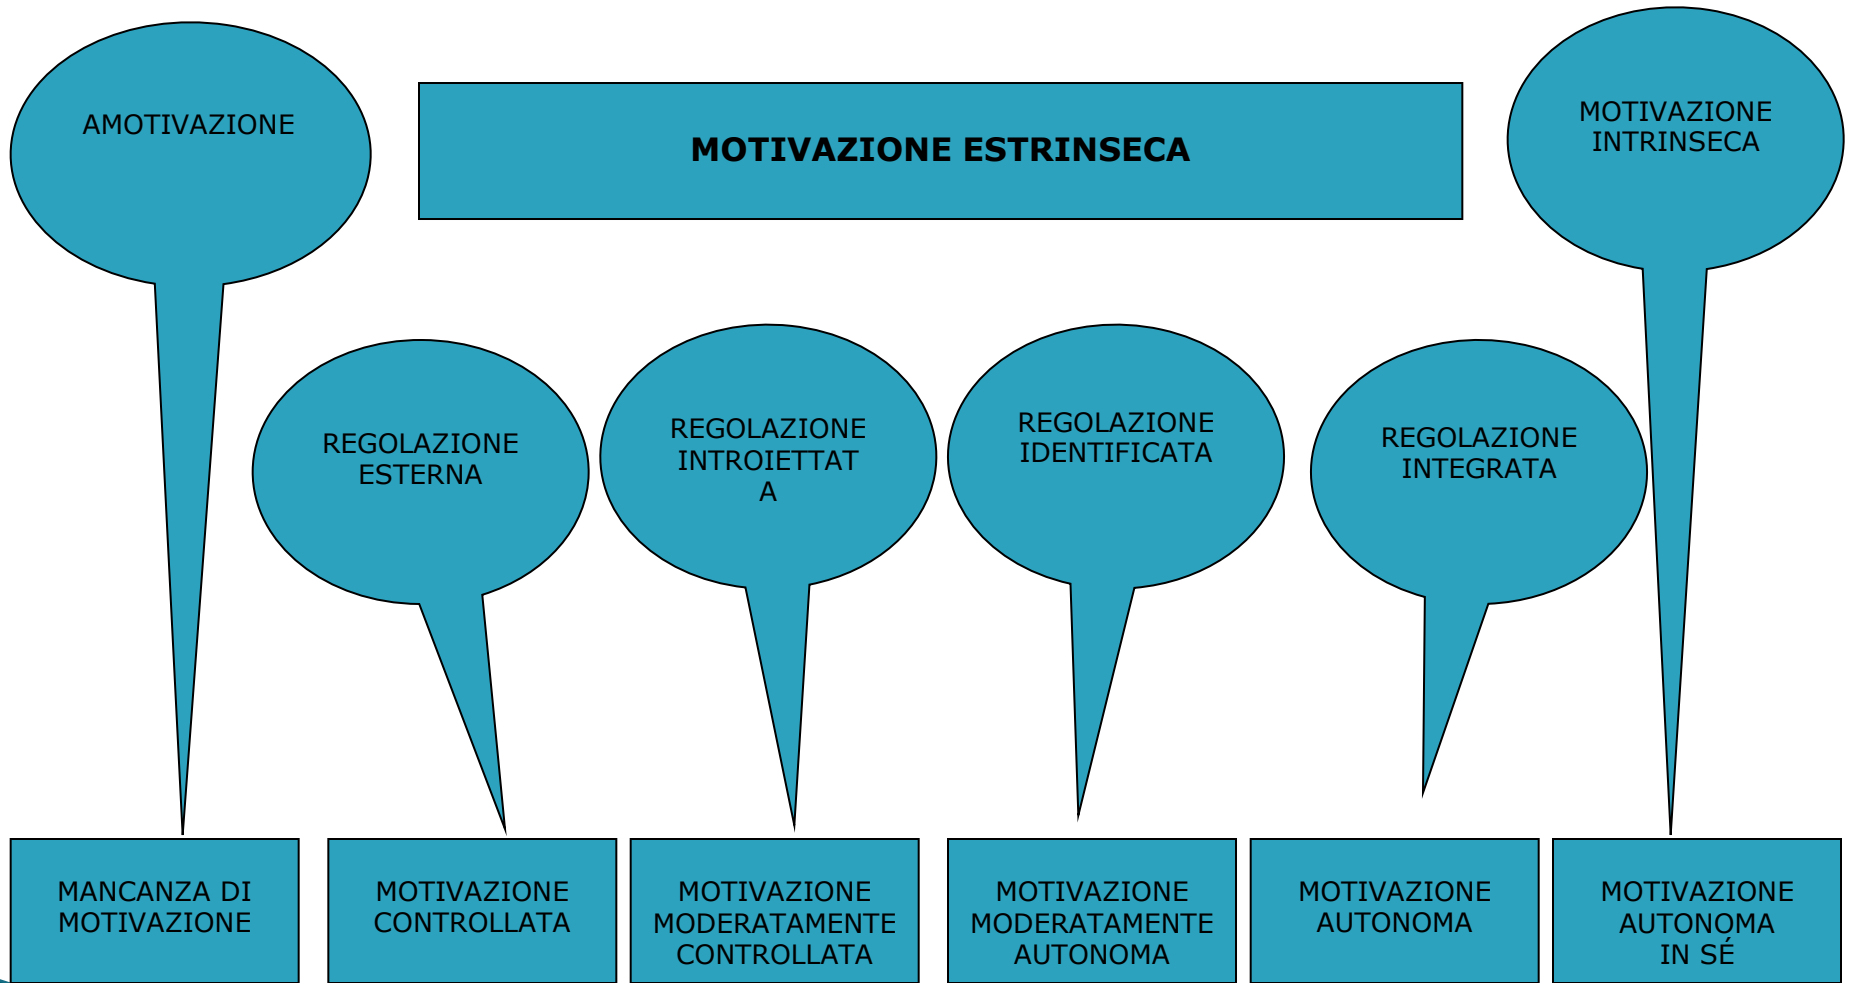 AMOTIVAZIONE
MOTIVAZIONE ESTRINSECA
MOTIVAZIONE
INTRINSECA
REGOLAZIONE
ESTERNA
REGOLAZIONE
INTROIETTAT
A
REGOLAZIONE
IDENTIFICATA
REGOLAZIONE
INTEGRATA
MANCANZA DI
MOTIVAZIONE
MOTIVAZIONE
CONTROLLATA
MOTIVAZIONE
MODERATAMENTE
CONTROLLATA
MOTIVAZIONE
MODERATAMENTE
AUTONOMA
MOTIVAZIONE
AUTONOMA
MOTIVAZIONE
AUTONOMA
IN SÉ